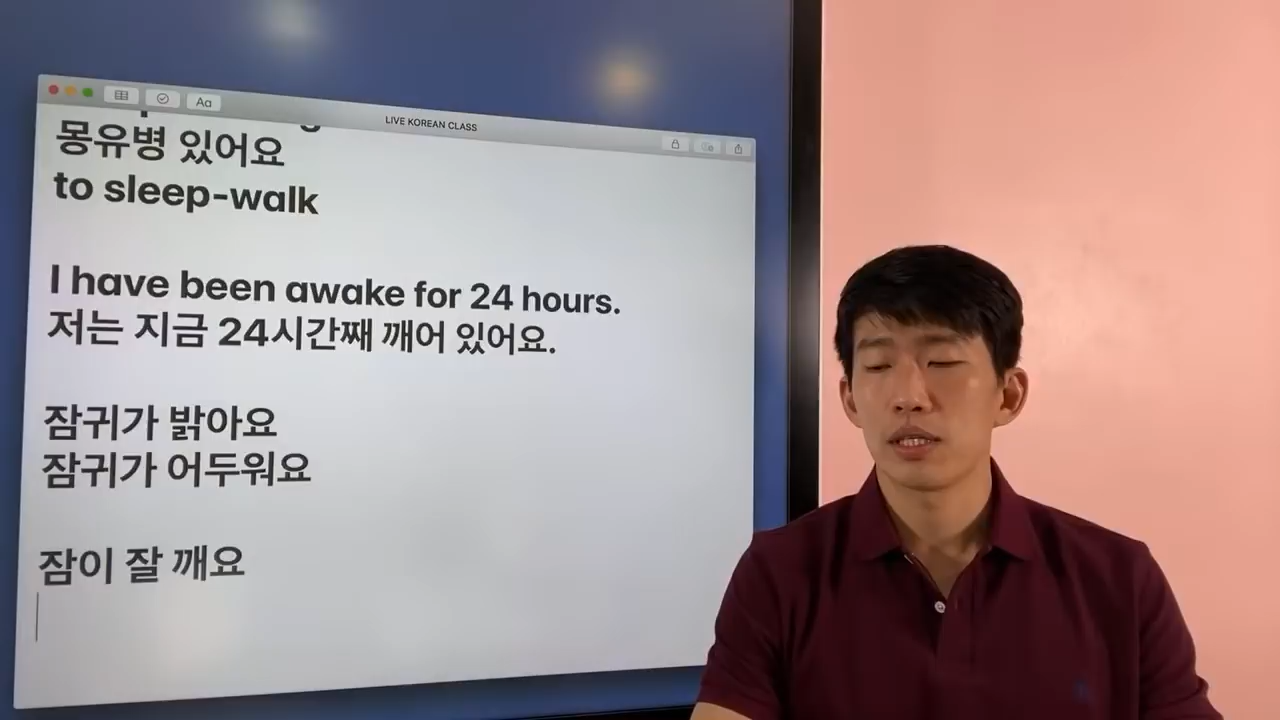 Aa
LIVE KOREAN CLASS
몽유병 있어요
to sleep-walk
I have been awake for 24 hours.
저는 지금 24시간째 깨어 있어요.
잠귀가 밝아요
잠귀가 어두워요
잠이 잘 깨요